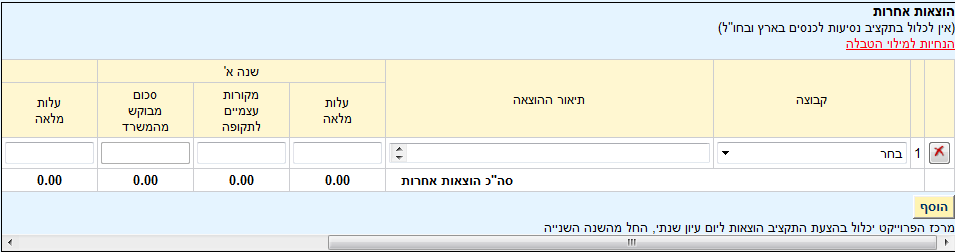 הוצאות אחרות
(אין לכלול בתקציב נסיעות לכנסים בארץ ובחו"ל)
הנחיות למילוי הטבלה
שנה א'
קבוצה
תיאור ההוצאה
עלות מלאה
מקורות עצמיים לתקופה
סכום מבוקש מהמשרד
עלות מלאה
1 בחר
סה"כ הוצאות אחרות 0.00 0.00 0.00 0.00
הוסף
מרכז הפרוייקט יכלול בהצעת התקציב הוצאות ליום עיון שנתי, החל מהשנה השנייה